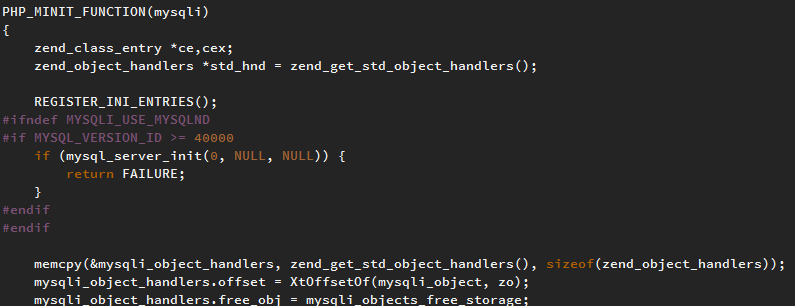 PHP_MINIT_FUNCTION(mysqli)
{
    zend_class_entry *ce,cex;
    zend_object_handlers *std_hnd = zend_get_std_object_handlers();

    REGISTER_INI_ENTRIES();
#ifndef MYSQLI_USE_MYSQLND
#if MYSQL_VERSION_ID >= 40000
    if (mysql_server_init(0, NULL, NULL)) {
        return FAILURE;
    }
#endif
#endif

    memcpy(&mysqli_object_handlers, zend_get_std_object_handlers(), sizeof(zend_object_handlers));
    mysqli_object_handlers.offset = XtOffsetOf(mysqli_object, zo);
    mysqli_object_handlers.free_obj = mysqli_objects_free_storage;